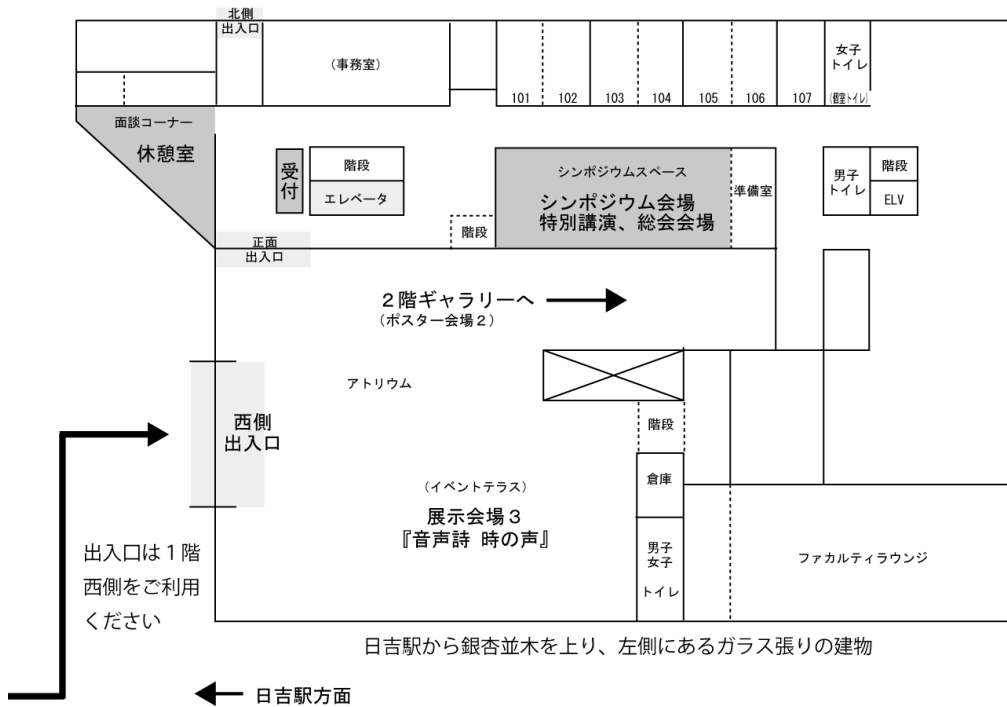 北側
出入口
(事務室)
101
102
103
104
105
106
107
女子
トイレ
(個室トイレ)
面談コーナー
休憩室
受付
階段
エレベータ
シンポジウムスペース
シンポジウム会場
特別講演、総会会場
準備室
男子
トイレ
階段
ELV
階段
正面
出入口
2階ギャラリーへ
(ポスター会場2)
アトリウム
西側
出入口
階段
倉庫
(イベントテラス)
展示会場3
『音声詩 時の声』
男子
女子
トイレ
ファカルティラウンジ
出入口は1階
西側をご利用
ください
日吉駅から銀杏並木を上り、左側にあるガラス張りの建物
日吉駅方面